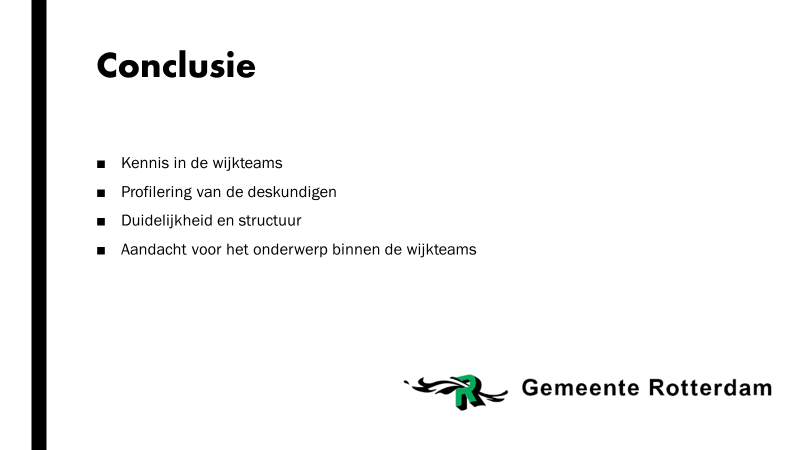 Conclusie
■ Kennis in de wijkteams
■ Profilering van de deskundigen
■ Duidelijkheid en structuur
■ Aandacht voor het onderwerp binnen de wijkteams
R Gemeente Rotterdam